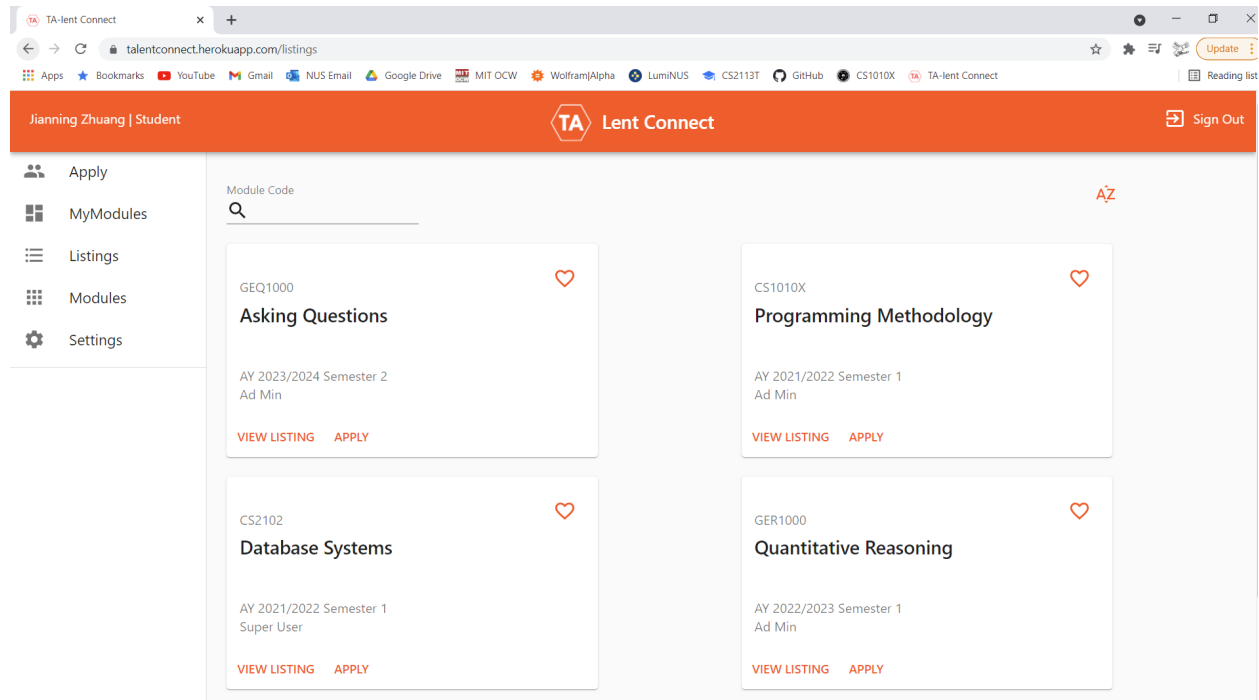 TA TA-lent Connect
talentconnect.herokuapp.com/listings
Update
Apps Bookmarks YouTube Gmail NUS Email Google Drive MIT OCW Wolfram|Alpha LumiNUS CS2113T GitHub CS1010X TA TA-lent Connect Reading list
Jianning Zhuang | Student
TA Lent Connect
Sign Out
Apply
MyModules
Listings
Modules
Settings
Module Code
AZ
GEQ1000
Asking Questions
AY 2023/2024 Semester 2
Ad Min
VIEW LISTING APPLY
CS1010X
Programming Methodology
AY 2021/2022 Semester 1
Ad Min
VIEW LISTING APPLY
CS2102
Database Systems
AY 2021/2022 Semester 1
Super User
VIEW LISTING APPLY
GER1000
Quantitative Reasoning
AY 2022/2023 Semester 1
Ad Min
VIEW LISTING APPLY